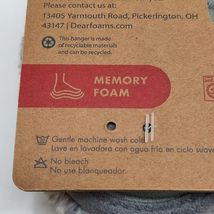 Please contact us at:
13405 Yarmouth Road, Pickerington, OH
43147 | Dearfoams.com
This hanger is made
of recyclable materials
and can be recycled.
MEMORY
FOAM
Gentle machine wash cold
Lave en lavadora con agua fría en ciclo suave
No bleach
No use blanqueador